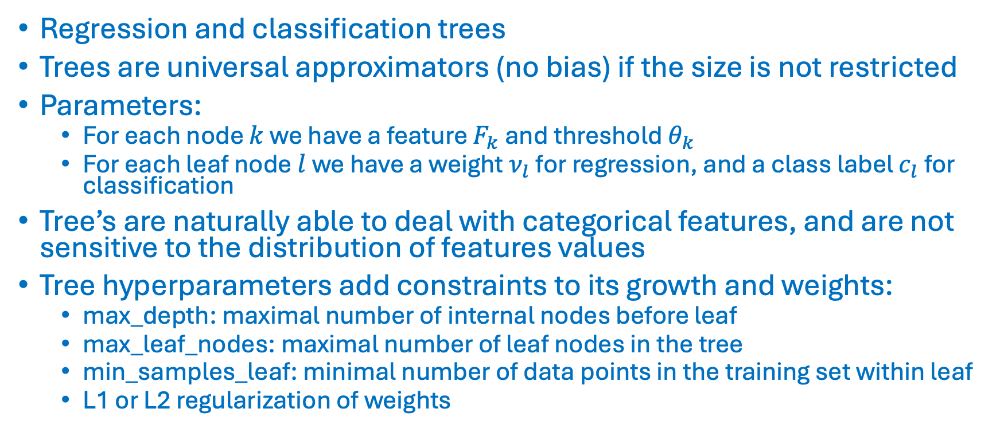 • Regression and classification trees
• Trees are universal approximators (no bias) if the size is not restricted
• Parameters:
• For each node k we have a feature F_k and threshold θ_k
• For each leaf node l we have a weight ν_l for regression, and a class label c_l for
classification
• Tree’s are naturally able to deal with categorical features, and are not
sensitive to the distribution of features values
• Tree hyperparameters add constraints to its growth and weights:
• max_depth: maximal number of internal nodes before leaf
• max_leaf_nodes: maximal number of leaf nodes in the tree
• min_samples_leaf: minimal number of data points in the training set within leaf
• L1 or L2 regularization of weights